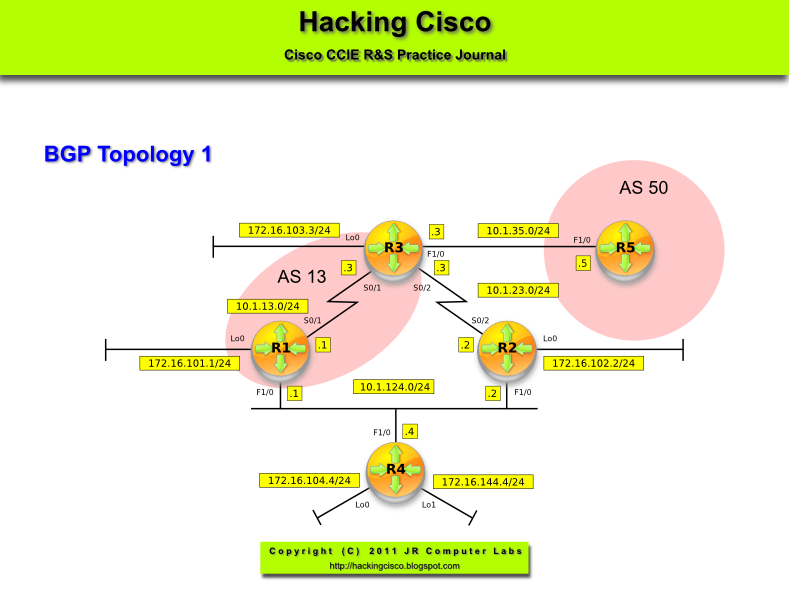 Hacking Cisco
Cisco CCIE R&S Practice Journal
BGP Topology 1
AS 50
172.16.103.3/24
Lo0
R3
.3
10.1.35.0/24
F1/0
R5
F1/0
.5
AS 13
.3
.3
S0/1
S0/2
10.1.23.0/24
10.1.13.0/24
S0/1
S0/2
Lo0
R1
.1
.2
R2
Lo0
172.16.101.1/24
172.16.102.2/24
F1/0
.1
10.1.124.0/24
.2
F1/0
F1/0
.4
R4
172.16.104.4/24
172.16.144.4/24
Lo0
Lo1
Copyright (C) 2011 JR Computer Labs
http://hackingcisco.blogspot.com